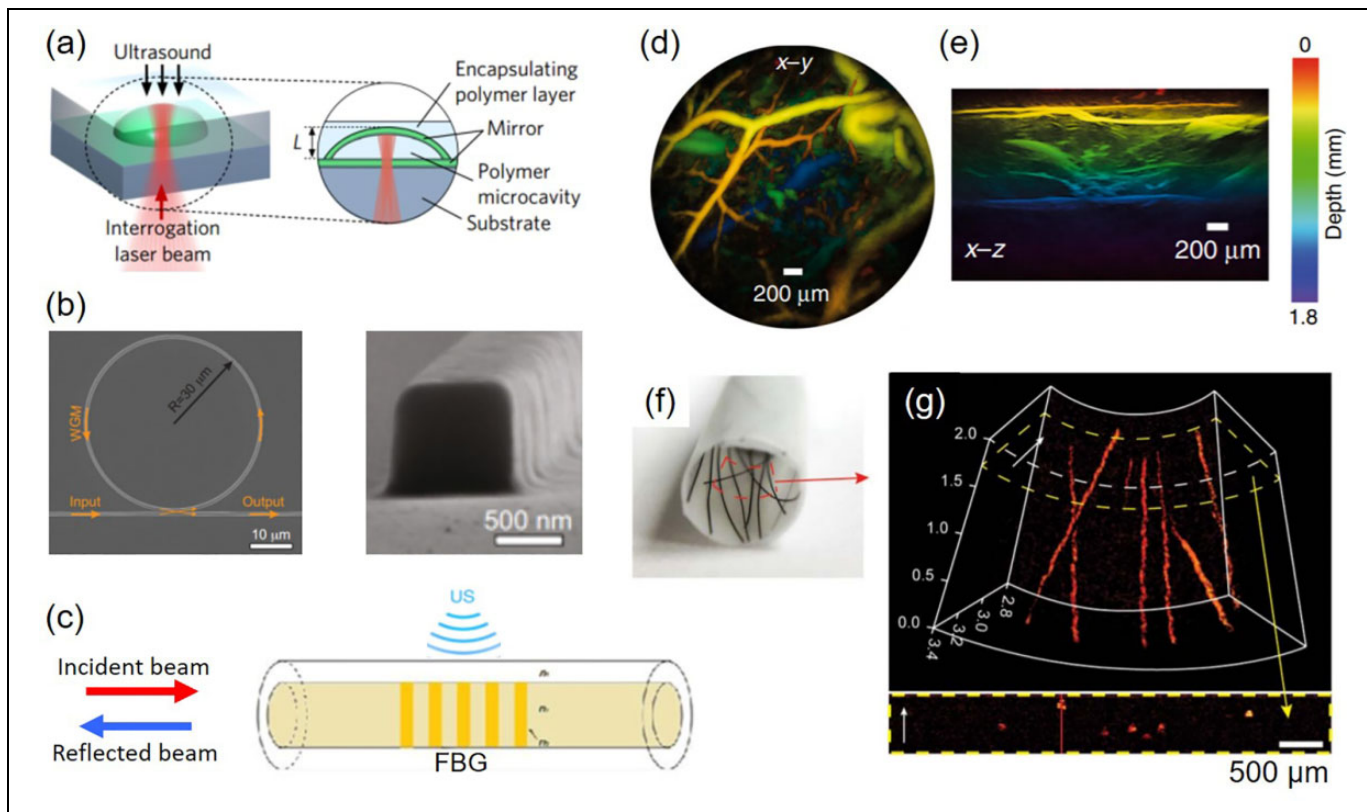 (a)
Ultrasound
L
Encapsulating
polymer layer
Mirror
Polymer
microcavity
Substrate
Interrogation
laser beam
(b)
R=30 μm
WGM
Input
Output
10 μm
500 nm
(c)
US
Incident beam
Reflected beam
FBG
(d)
x–y
200 μm
(e)
x–z
200 μm
0
Depth (mm)
1.8
(f)
(g)
2.0
1.5
1.0
0.5
0.0
2.8
3.0
3.2
3.4
500 μm